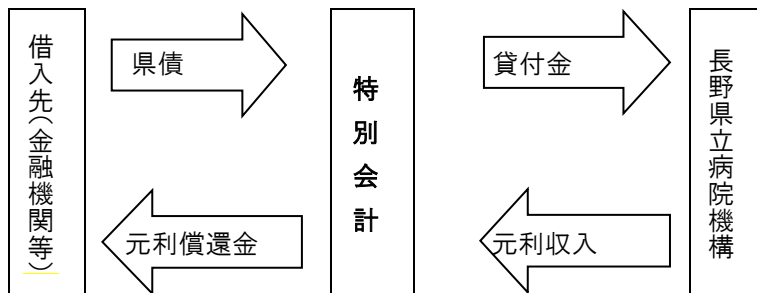 借入先（金融機関等）
県債
元利償還金
特別会計
貸付金
元利収入
長野県立病院機構